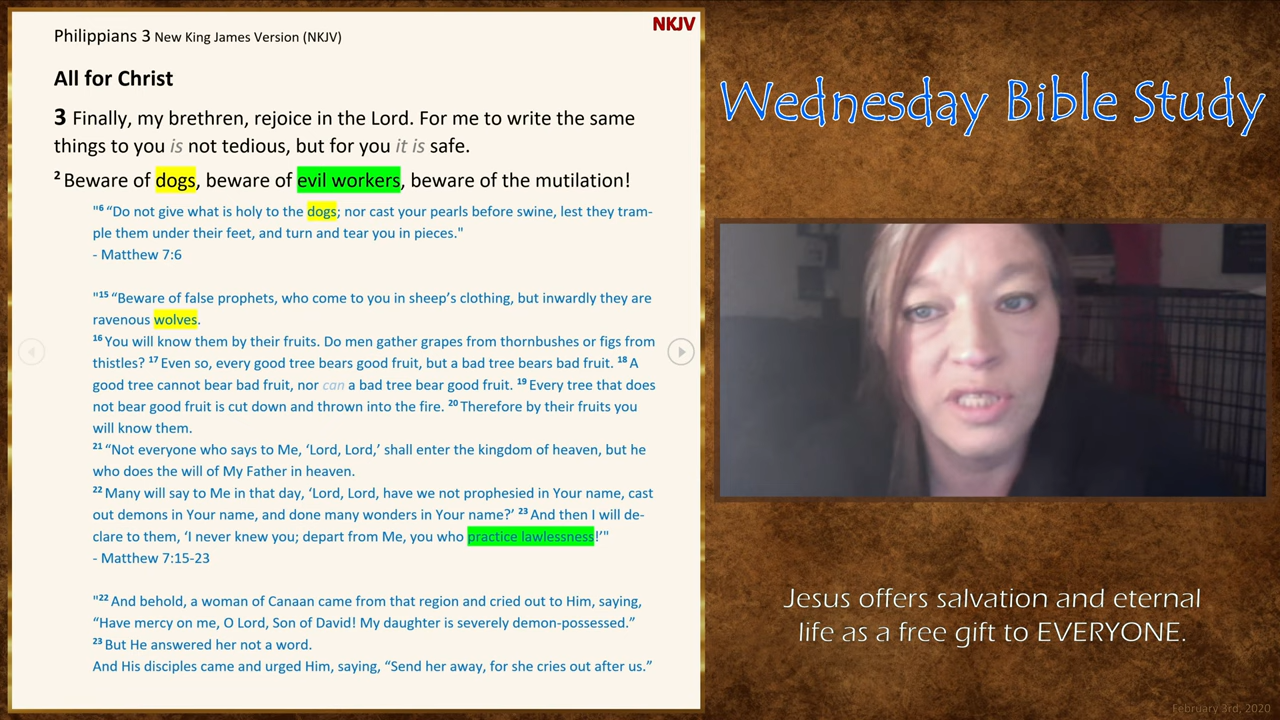 NKJV
Philippians 3 New King James Version (NKJV)
All for Christ
3 Finally, my brethren, rejoice in the Lord. For me to write the same
things to you is not tedious, but for you it is safe.
2 Beware of dogs, beware of evil workers, beware of the mutilation!
"6 “Do not give what is holy to the dogs; nor cast your pearls before swine, lest they tram-
ple them under their feet, and turn and tear you in pieces."
- Matthew 7:6
"15 “Beware of false prophets, who come to you in sheep’s clothing, but inwardly they are
ravenous wolves.
16 You will know them by their fruits. Do men gather grapes from thornbushes or figs from
thistles? 17 Even so, every good tree bears good fruit, but a bad tree bears bad fruit. 18 A
good tree cannot bear bad fruit, nor can a bad tree bear good fruit. 19 Every tree that does
not bear good fruit is cut down and thrown into the fire. 20 Therefore by their fruits you
will know them.
21 “Not everyone who says to Me, ‘Lord, Lord,’ shall enter the kingdom of heaven, but he
who does the will of My Father in heaven.
22 Many will say to Me in that day, ‘Lord, Lord, have we not prophesied in Your name, cast
out demons in Your name, and done many wonders in Your name?’ 23 And then I will de-
clare to them, ‘I never knew you; depart from Me, you who practice lawlessness!’"
- Matthew 7:15-23
"22 And behold, a woman of Canaan came from that region and cried out to Him, saying,
“Have mercy on me, O Lord, Son of David! My daughter is severely demon-possessed.”
23 But He answered her not a word.
And His disciples came and urged Him, saying, “Send her away, for she cries out after us.”
Wednesday Bible Study
Jesus offers salvation and eternal
life as a free gift to EVERYONE.
February 3rd, 2020